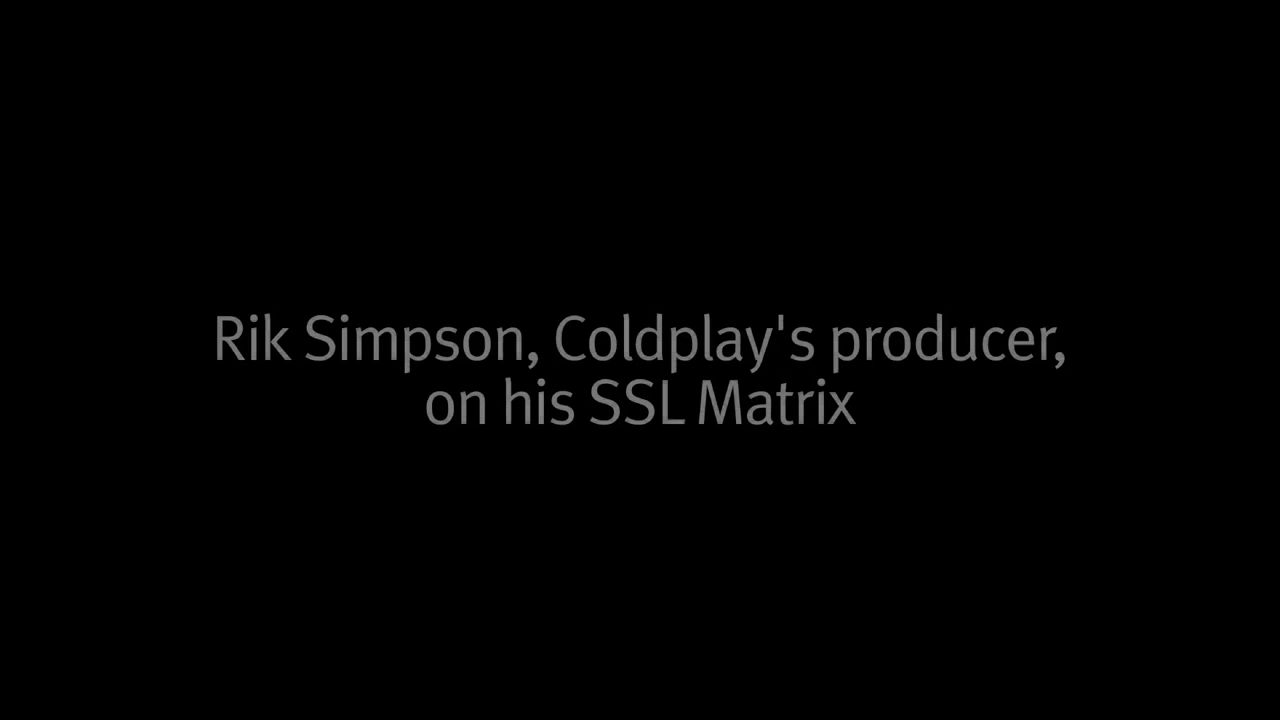 Rik Simpson, Coldplay's producer,
on his SSL Matrix